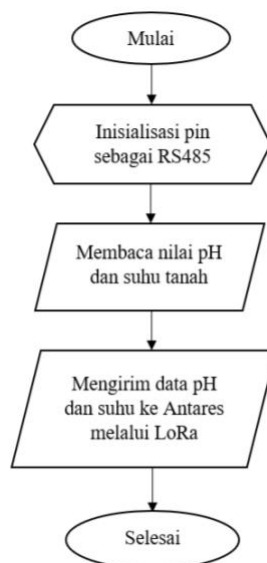 Mulai
Inisialisasi pin
sebagai RS485
Membaca nilai pH
dan suhu tanah
Mengirim data pH
dan suhu ke Antares
melalui LoRa
Selesai